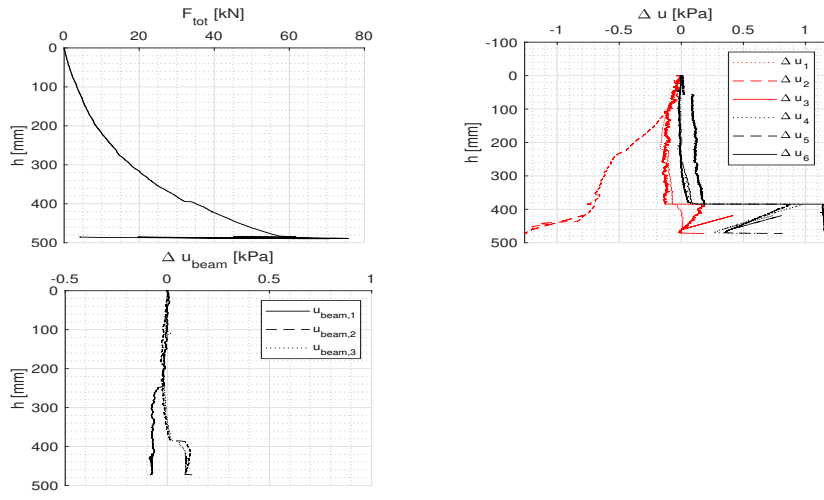 F_tot [kN]
0 20 40 60 80
0
100
200
300
400
500
h [mm]
Δ u [kPa]
-1 -0.5 0 0.5 1
-100
0
100
200
300
400
500
h [mm]
Δ u_1
Δ u_2
Δ u_3
Δ u_4
Δ u_5
Δ u_6
Δ u_beam [kPa]
-0.5 0 0.5 1
0
100
200
300
400
500
h [mm]
u_beam,1
u_beam,2
u_beam,3